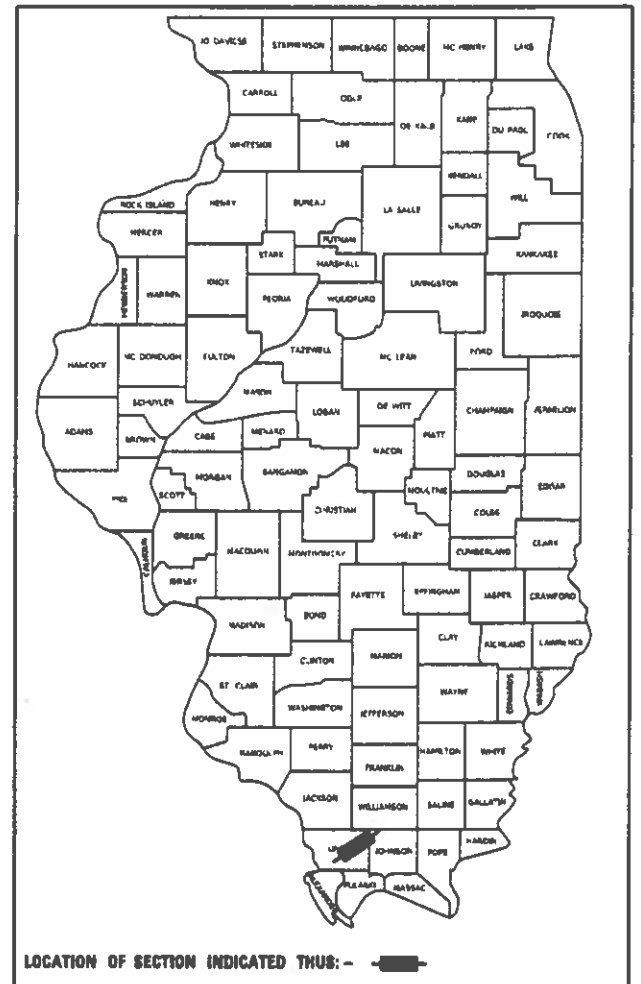 JO DAVIESS STEPHENSON WINNEBAGO BOONE MC HENRY LAKE
CARROLL OGLE DE KALB KANE DU PAGE COOK
WHITESIDE LEE
KENDALL WILL
ROCK ISLAND HENRY BUREAU LA SALLE GRUNDY
MERCER PUTNAM KANKAKEE
STARK MARSHALL
HENDERSON WARREN KNOX PEORIA WOODFORD LIVINGSTON IROQUOIS
HANCOCK MC DONOUGH FULTON TAZEWELL MC LEAN FORD
MASON
SCHUYLER LOGAN DE WITT CHAMPAIGN VERMILION
ADAMS BROWN CASS MENARD PIATT
MACON
MORGAN SANGAMON DOUGLAS EDGAR
PIKE SCOTT MOULTRIE
CHRISTIAN COLES
GREENE MACOUPIN SHELBY CLARK
CALHOUN MONTGOMERY CUMBERLAND
JERSEY
FAYETTE EFFINGHAM JASPER CRAWFORD
MADISON BOND
CLAY RICHLAND LAWRENCE
CLINTON MARION
ST. CLAIR WAYNE EDWARDS WABASH
WASHINGTON JEFFERSON
MONROE
RANDOLPH PERRY HAMILTON WHITE
FRANKLIN
JACKSON WILLIAMSON SALINE GALLATIN
JOHNSON POPE HARDIN
ALEXANDER PULASKI MASSAC
LOCATION OF SECTION INDICATED THUS: -